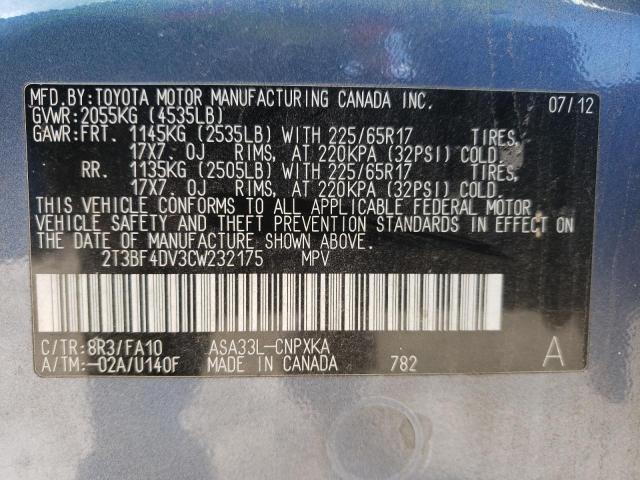 MFD.BY:TOYOTA MOTOR MANUFACTURING CANADA INC. 07/12
GVWR:2055KG (4535LB)
GAWR:FRT. 1145KG (2535LB) WITH 225/65R17 TIRES,
17X7.0J RIMS, AT 220KPA (32PSI) COLD.
RR. 1135KG (2505LB) WITH 225/65R17 TIRES,
17X7.0J RIMS, AT 220KPA (32PSI) COLD.
THIS VEHICLE CONFORMS TO ALL APPLICABLE FEDERAL MOTOR
VEHICLE SAFETY AND THEFT PREVENTION STANDARDS IN EFFECT ON
THE DATE OF MANUFACTURE SHOWN ABOVE.
2T3BF4DV3CW232175 MPV
C/TR:8R3/FA10 ASA33L-CNPXKA A
A/TM:-02A/U140F MADE IN CANADA 782